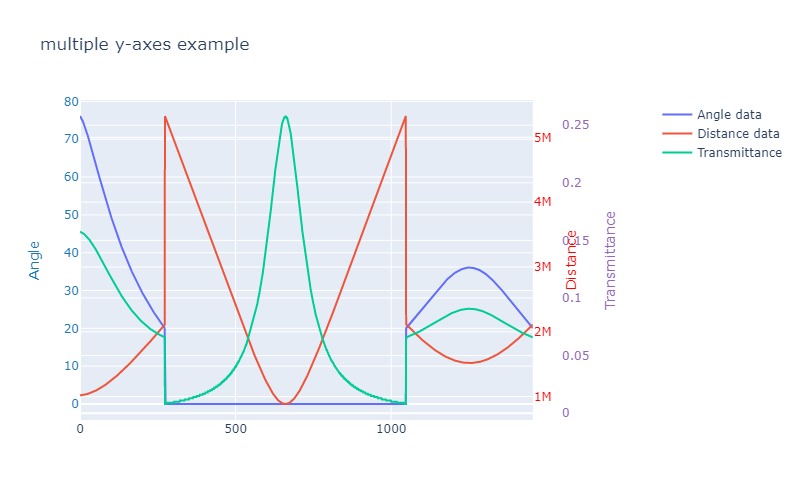 multiple y-axes example
Angle data
Distance data
Transmittance
80
70
60
50
40
30
20
10
0
Angle
5M
4M
3M
2M
1M
Distance
0.25
0.2
0.15
0.1
0.05
0
Transmittance
0
500
1000